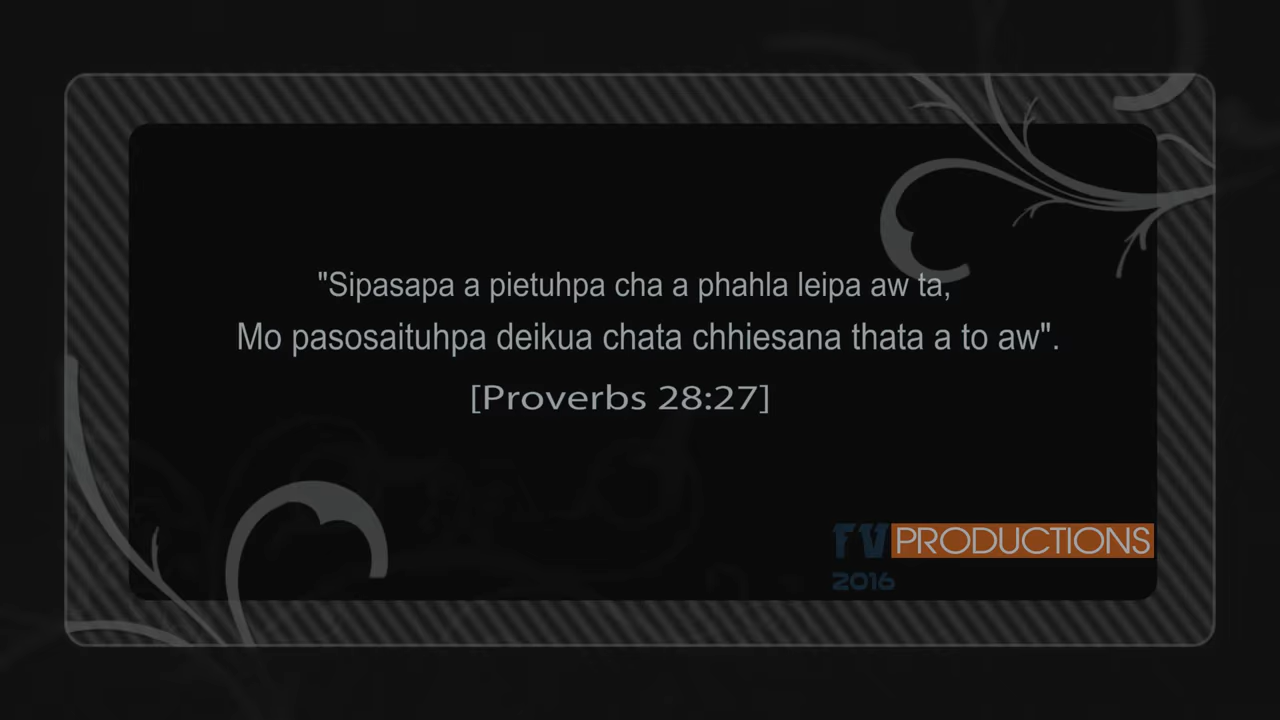 "Sipasapa a pietuhpa cha a phahla leipa aw ta,
Mo pasosaituhpa deikua chata chhiesana thata a to aw".
[Proverbs 28:27]
PRODUCTIONS
2016